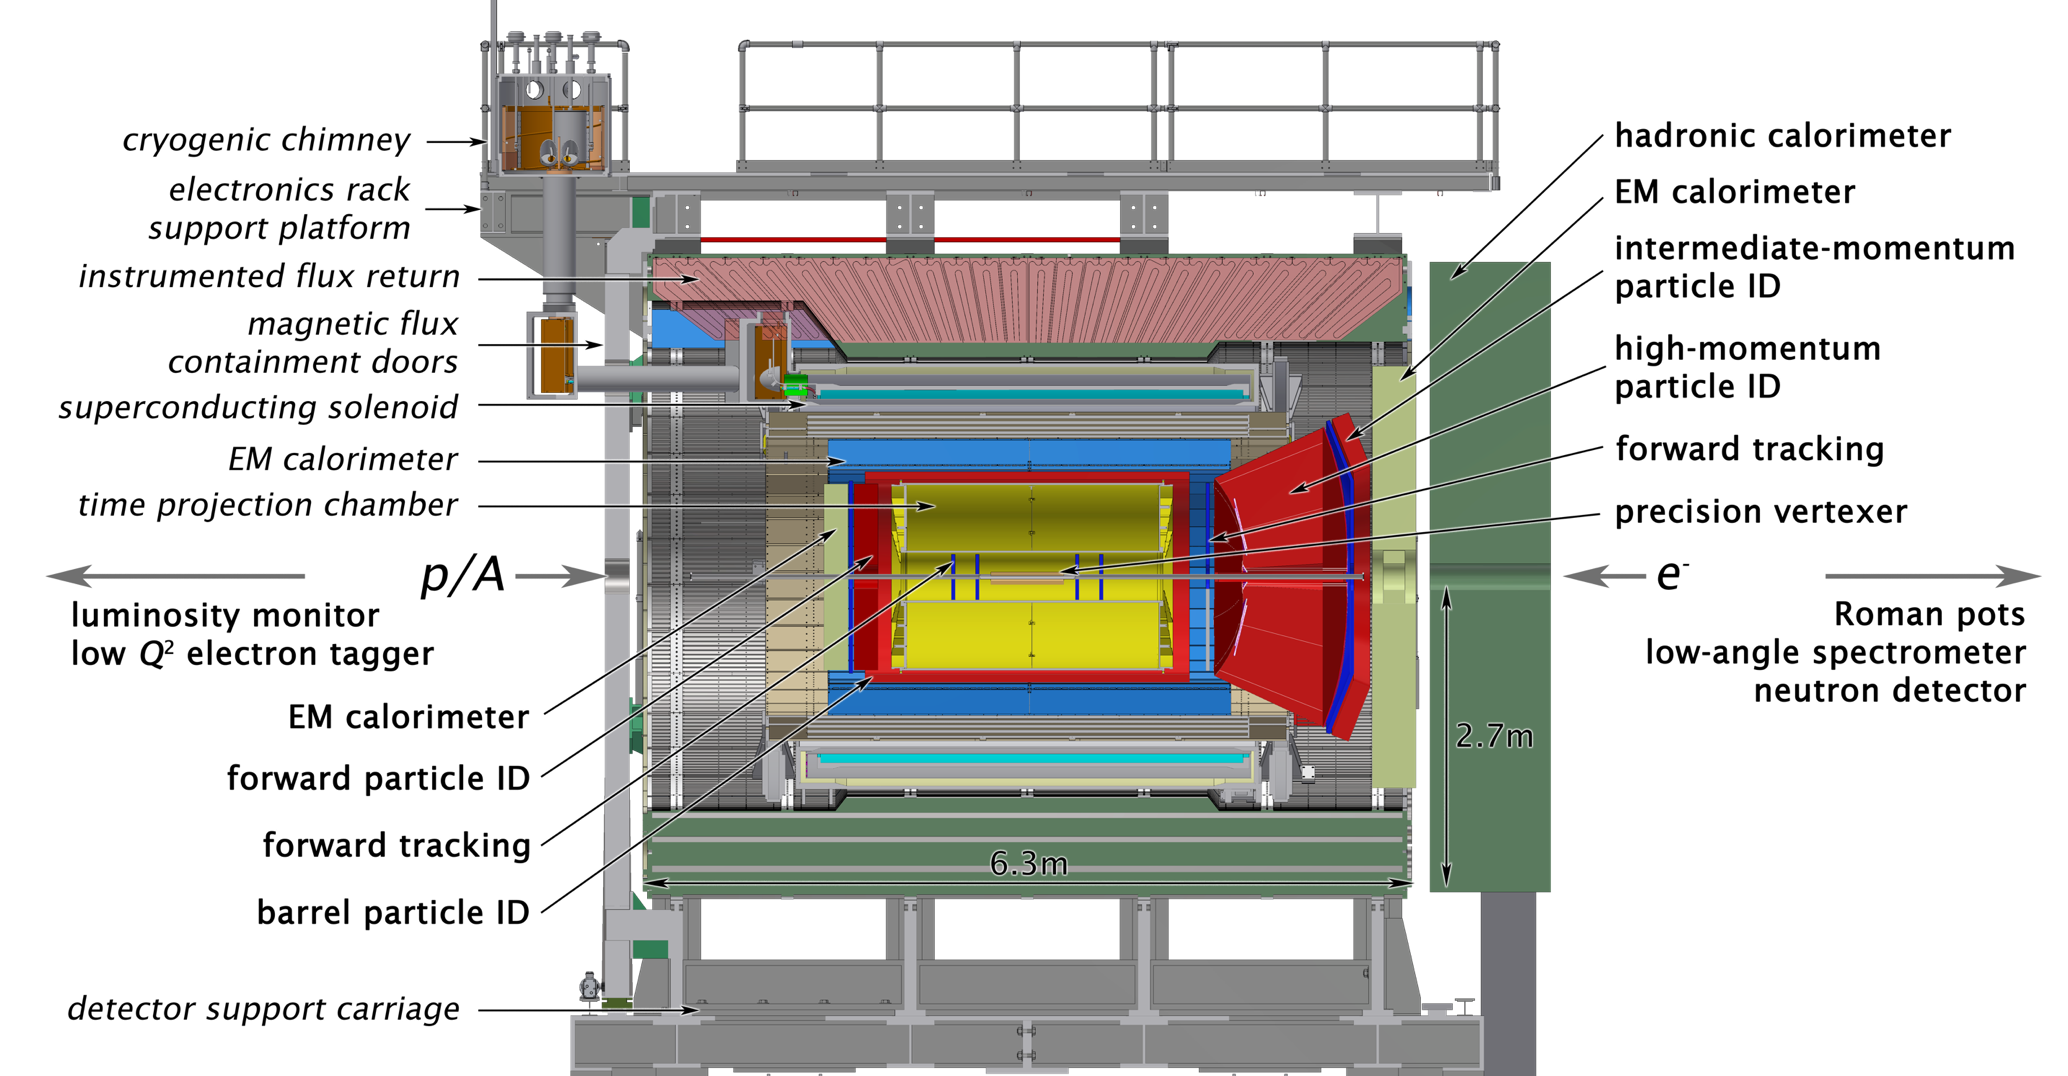 cryogenic chimney
electronics rack
support platform
instrumented flux return
magnetic flux
containment doors
superconducting solenoid
EM calorimeter
time projection chamber
p/A
luminosity monitor
low Q² electron tagger
EM calorimeter
forward particle ID
forward tracking
barrel particle ID
detector support carriage
6.3m
hadronic calorimeter
EM calorimeter
intermediate-momentum
particle ID
high-momentum
particle ID
forward tracking
precision vertexer
e⁻
Roman pots
low-angle spectrometer
neutron detector
2.7m